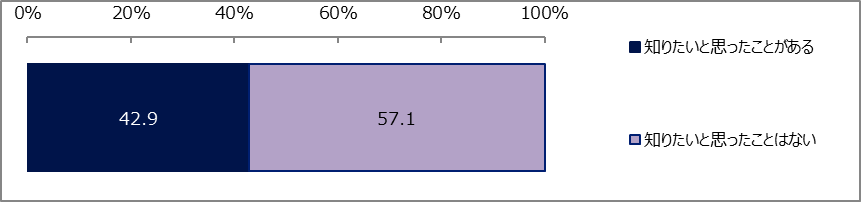 0% 20% 40% 60% 80% 100%
知りたいと思ったことがある
42.9 57.1
知りたいと思ったことはない